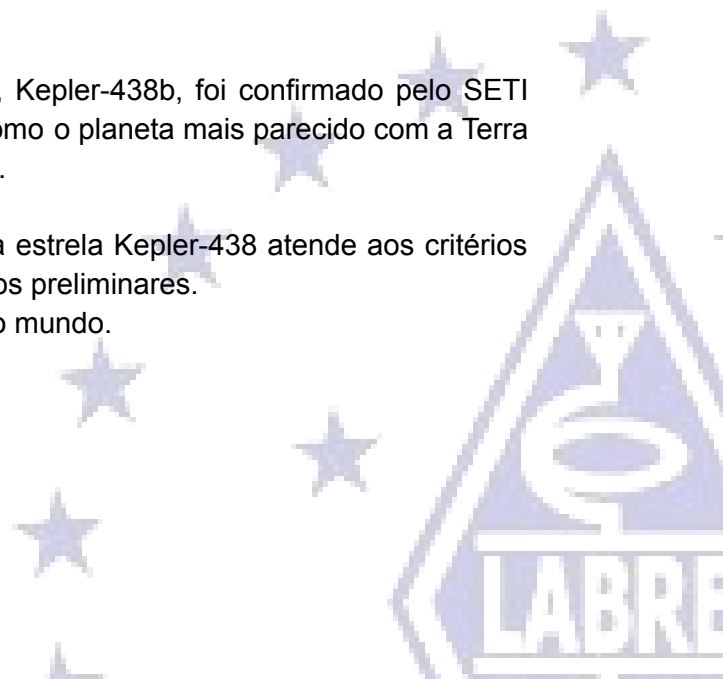 , Kepler-438b, foi confirmado pelo SETI
omo o planeta mais parecido com a Terra
.
a estrela Kepler-438 atende aos critérios
os preliminares.
o mundo.
LABRE